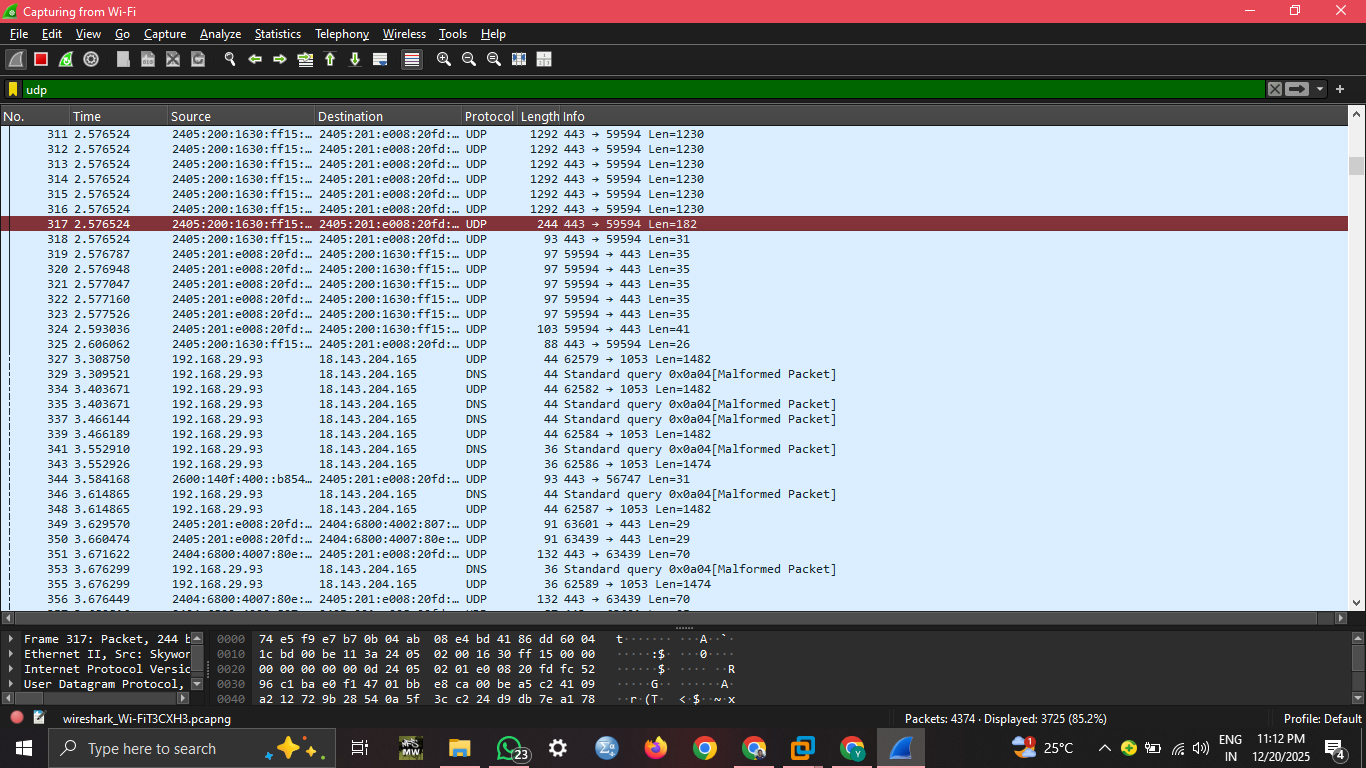 Capturing from Wi-Fi
File Edit View Go Capture Analyze Statistics Telephony Wireless Tools Help
udp
No. Time Source Destination Protocol Length Info
311 2.576524 2405:200:1630:ff15:… 2405:201:e008:20fd:… UDP 1292 443 → 59594 Len=1230
312 2.576524 2405:200:1630:ff15:… 2405:201:e008:20fd:… UDP 1292 443 → 59594 Len=1230
313 2.576524 2405:200:1630:ff15:… 2405:201:e008:20fd:… UDP 1292 443 → 59594 Len=1230
314 2.576524 2405:200:1630:ff15:… 2405:201:e008:20fd:… UDP 1292 443 → 59594 Len=1230
315 2.576524 2405:200:1630:ff15:… 2405:201:e008:20fd:… UDP 1292 443 → 59594 Len=1230
316 2.576524 2405:200:1630:ff15:… 2405:201:e008:20fd:… UDP 1292 443 → 59594 Len=1230
317 2.576524 2405:200:1630:ff15:… 2405:201:e008:20fd:… UDP 244 443 → 59594 Len=182
318 2.576524 2405:200:1630:ff15:… 2405:201:e008:20fd:… UDP 93 443 → 59594 Len=31
319 2.576787 2405:201:e008:20fd:… 2405:200:1630:ff15:… UDP 97 59594 → 443 Len=35
320 2.576948 2405:201:e008:20fd:… 2405:200:1630:ff15:… UDP 97 59594 → 443 Len=35
321 2.577047 2405:201:e008:20fd:… 2405:200:1630:ff15:… UDP 97 59594 → 443 Len=35
322 2.577160 2405:201:e008:20fd:… 2405:200:1630:ff15:… UDP 97 59594 → 443 Len=35
323 2.577526 2405:201:e008:20fd:… 2405:200:1630:ff15:… UDP 97 59594 → 443 Len=35
324 2.593036 2405:201:e008:20fd:… 2405:200:1630:ff15:… UDP 103 59594 → 443 Len=41
325 2.606062 2405:200:1630:ff15:… 2405:201:e008:20fd:… UDP 88 443 → 59594 Len=26
327 3.308750 192.168.29.93 18.143.204.165 UDP 44 62579 → 1053 Len=1482
329 3.309521 192.168.29.93 18.143.204.165 DNS 44 Standard query 0x0a04[Malformed Packet]
334 3.403671 192.168.29.93 18.143.204.165 UDP 44 62582 → 1053 Len=1482
335 3.403671 192.168.29.93 18.143.204.165 DNS 44 Standard query 0x0a04[Malformed Packet]
337 3.466144 192.168.29.93 18.143.204.165 DNS 44 Standard query 0x0a04[Malformed Packet]
339 3.466189 192.168.29.93 18.143.204.165 UDP 44 62584 → 1053 Len=1482
341 3.552910 192.168.29.93 18.143.204.165 DNS 36 Standard query 0x0a04[Malformed Packet]
343 3.552926 192.168.29.93 18.143.204.165 UDP 36 62586 → 1053 Len=1474
344 3.584168 2600:140f:400::b854… 2405:201:e008:20fd:… UDP 93 443 → 56747 Len=31
346 3.614865 192.168.29.93 18.143.204.165 DNS 44 Standard query 0x0a04[Malformed Packet]
348 3.614865 192.168.29.93 18.143.204.165 UDP 44 62587 → 1053 Len=1482
349 3.629570 2405:201:e008:20fd:… 2404:6800:4002:807:… UDP 91 63601 → 443 Len=29
350 3.660474 2405:201:e008:20fd:… 2404:6800:4007:80e:… UDP 91 63439 → 443 Len=29
351 3.671622 2404:6800:4007:80e:… 2405:201:e008:20fd:… UDP 132 443 → 63439 Len=70
353 3.676299 192.168.29.93 18.143.204.165 DNS 36 Standard query 0x0a04[Malformed Packet]
355 3.676299 192.168.29.93 18.143.204.165 UDP 36 62589 → 1053 Len=1474
356 3.676449 2404:6800:4007:80e:… 2405:201:e008:20fd:… UDP 132 443 → 63439 Len=70
Frame 317: Packet, 244 b
Ethernet II, Src: Skywor
Internet Protocol Versic
User Datagram Protocol,
0000 74 e5 f9 e7 b7 0b 04 ab 08 e4 bd 41 86 dd 60 04 t·······  ···A··`·
0010 1c bd 00 be 11 3a 24 05 02 00 16 30 ff 15 00 00 ·····:$·  ···0····
0020 00 00 00 00 00 0d 24 05 02 01 e0 08 20 fd fc 52 ······$·  ···· ··R
0030 96 c1 ba e0 f1 47 01 bb e8 ca 00 be a5 c2 41 09 ·····G··  ······A·
0040 a2 12 72 9b 28 54 0a 5f 3c c2 24 d9 db 7e a1 78 ··r·(T·_  <·$··~·x
wireshark_Wi-FiT3CXH3.pcapng
Packets: 4374 · Displayed: 3725 (85.2%)
Profile: Default
Type here to search
MW
23
Y
1
25°C
ENG
IN
11:12 PM
12/20/2025
4